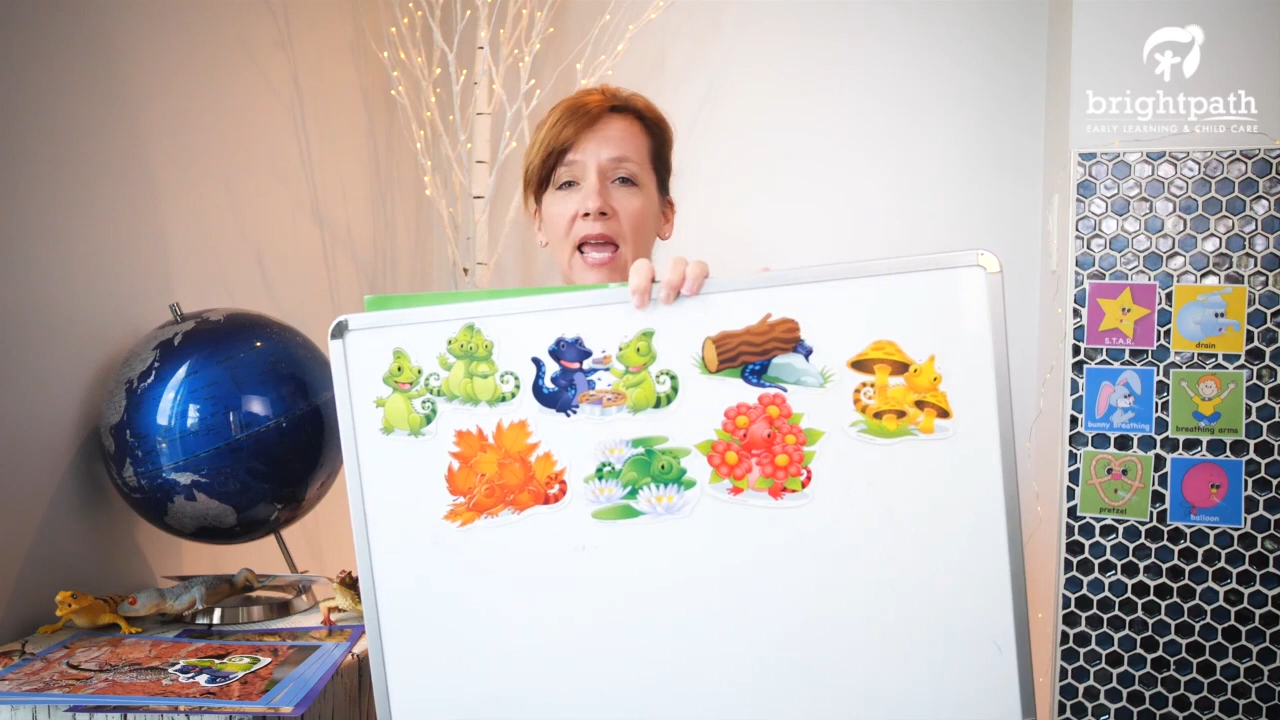 brightpath
EARLY LEARNING & CHILD CARE
S.T.A.R.
drain
bunny breathing
breathing arms
pretzel
balloon